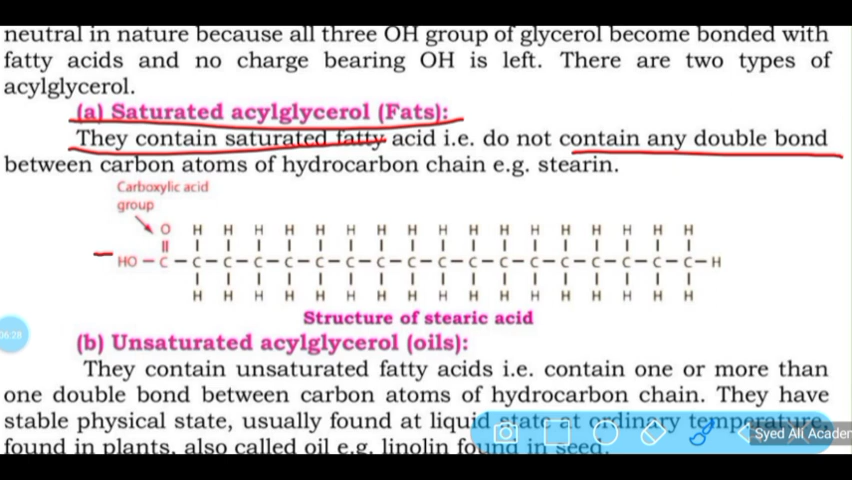 neutral in nature because all three OH group of glycerol become bonded with
fatty acids and no charge bearing OH is left. There are two types of
acylglycerol.
(a) Saturated acylglycerol (Fats):
They contain saturated fatty acid i.e. do not contain any double bond
between carbon atoms of hydrocarbon chain e.g. stearin.
Carboxylic acid
group
O H H H H H H H H H H H H H H H H H
HO – C – C – C – C – C – C – C – C – C – C – C – C – C – C – C – C – C – C – H
H H H H H H H H H H H H H H H H H
Structure of stearic acid
(b) Unsaturated acylglycerol (oils):
They contain unsaturated fatty acids i.e. contain one or more than
one double bond between carbon atoms of hydrocarbon chain. They have
stable physical state, usually found at liquid state at ordinary temperature,
found in plants, also called oil e.g. linolin found in seed.
06:28
Syed Ali Academ